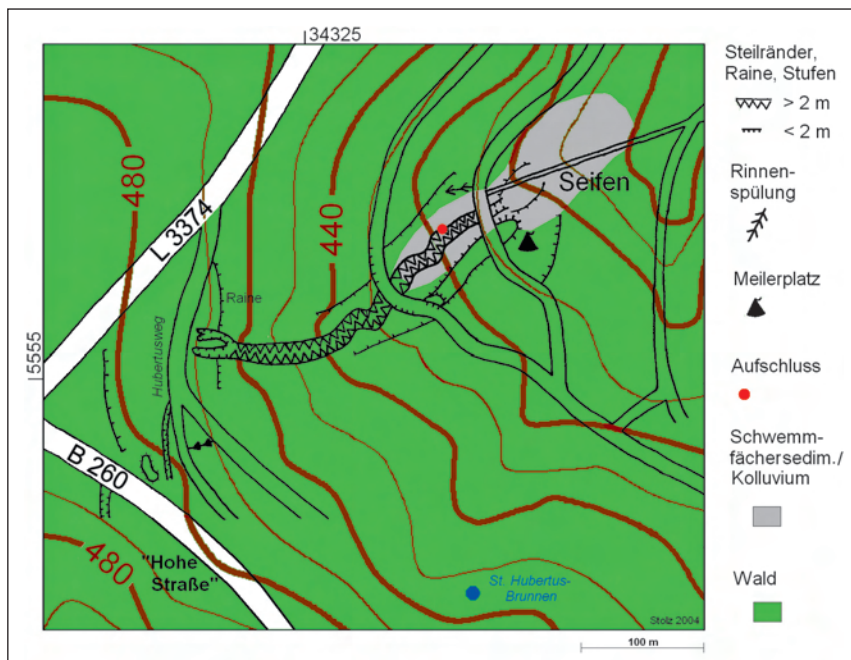 34325
5555
480
440
L 3374
Seifen
Raine
Hubertusweg
B 260
480
"Hohe
Straße"
St. Hubertus-
Brunnen
Stolz 2004
100 m
Steilränder,
Raine, Stufen
> 2 m
< 2 m
Rinnen-
spülung
Meilerplatz
Aufschluss
Schwemm-
fächersedim./
Kolluvium
Wald